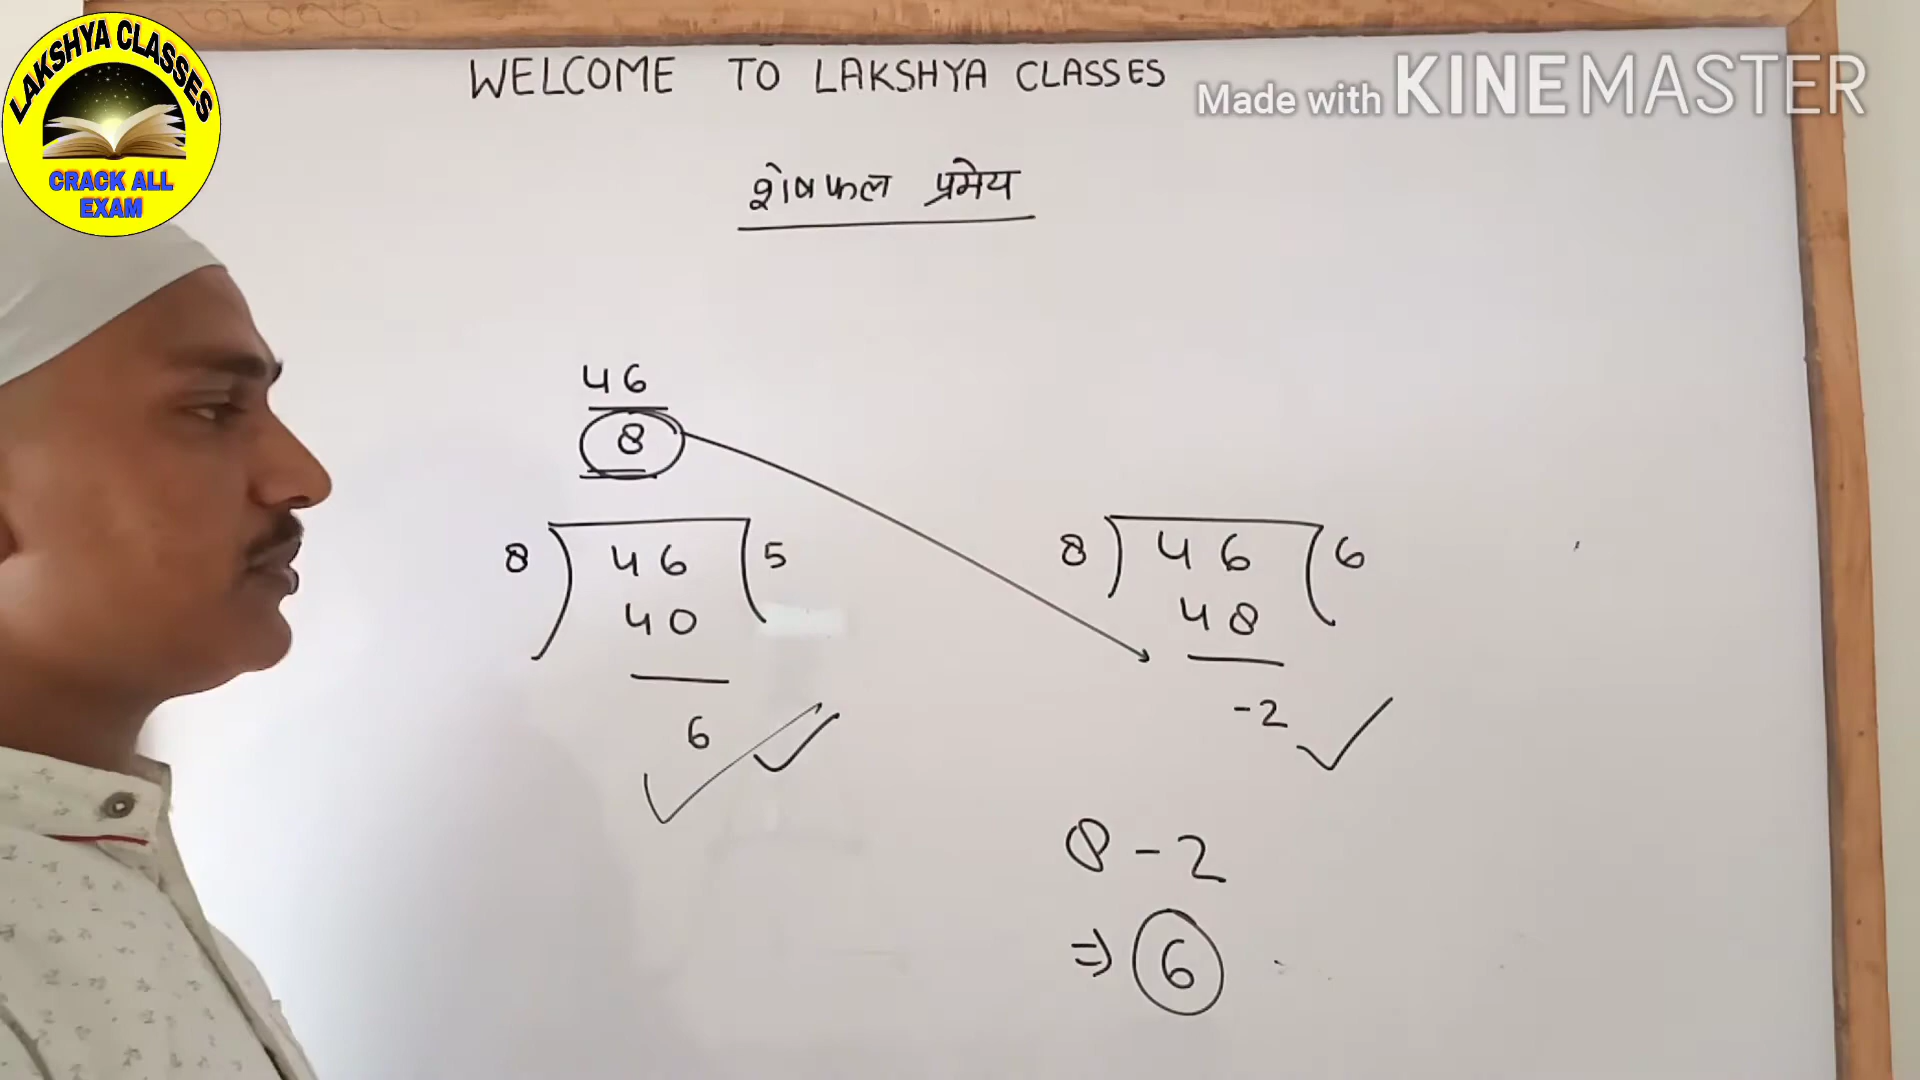 LAKSHYA CLASSES
CRACK ALL
EXAM
WELCOME TO LAKSHYA CLASSES
Made with KINEMASTER
शेषफल प्रमेय
46
8
8) 46 (5
40
6
8) 46 (6
48
-2
8-2
⇒ 6